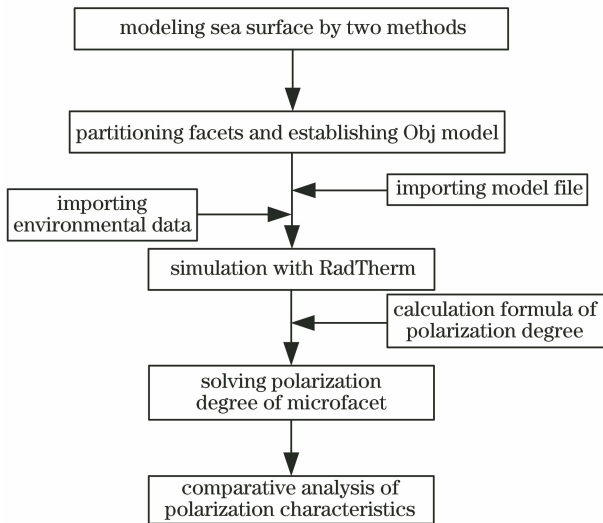 modeling sea surface by two methods
partitioning facets and establishing Obj model
importing model file
importing
environmental data
simulation with RadTherm
calculation formula of
polarization degree
solving polarization
degree of microfacet
comparative analysis of
polarization characteristics